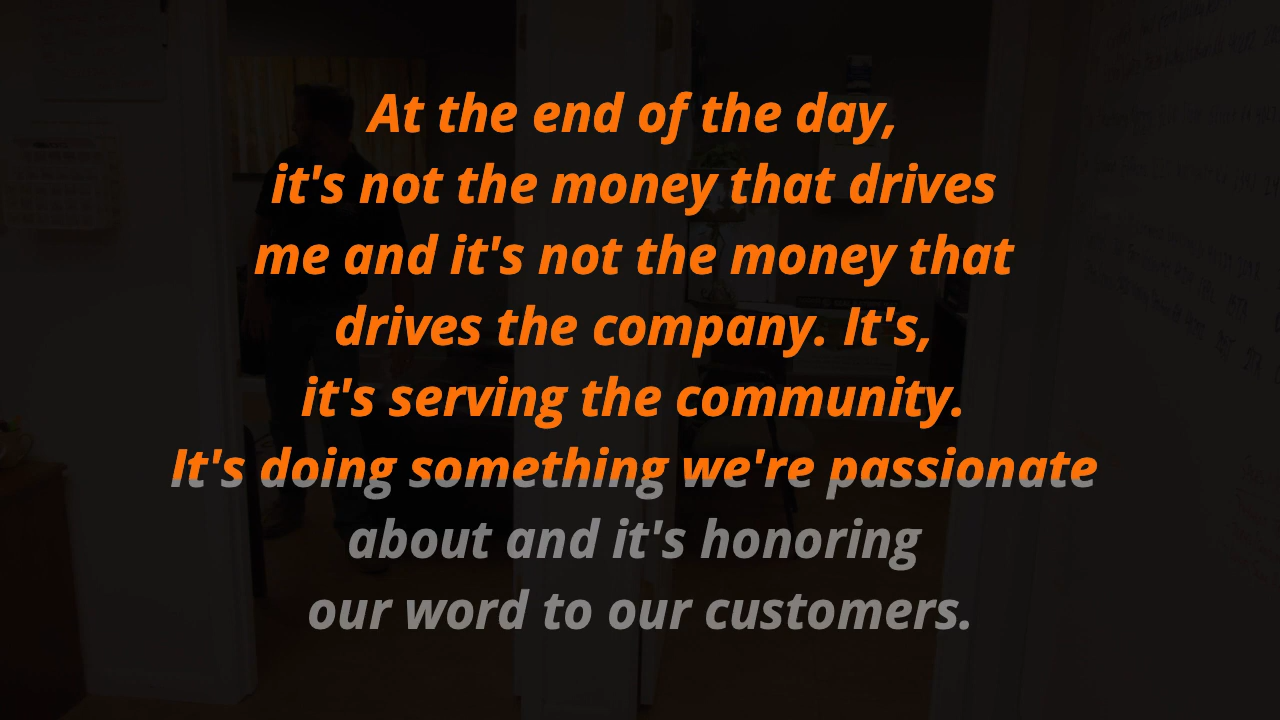 At the end of the day,
it's not the money that drives
me and it's not the money that
drives the company. It's,
it's serving the community.
It's doing something we're passionate
about and it's honoring
our word to our customers.